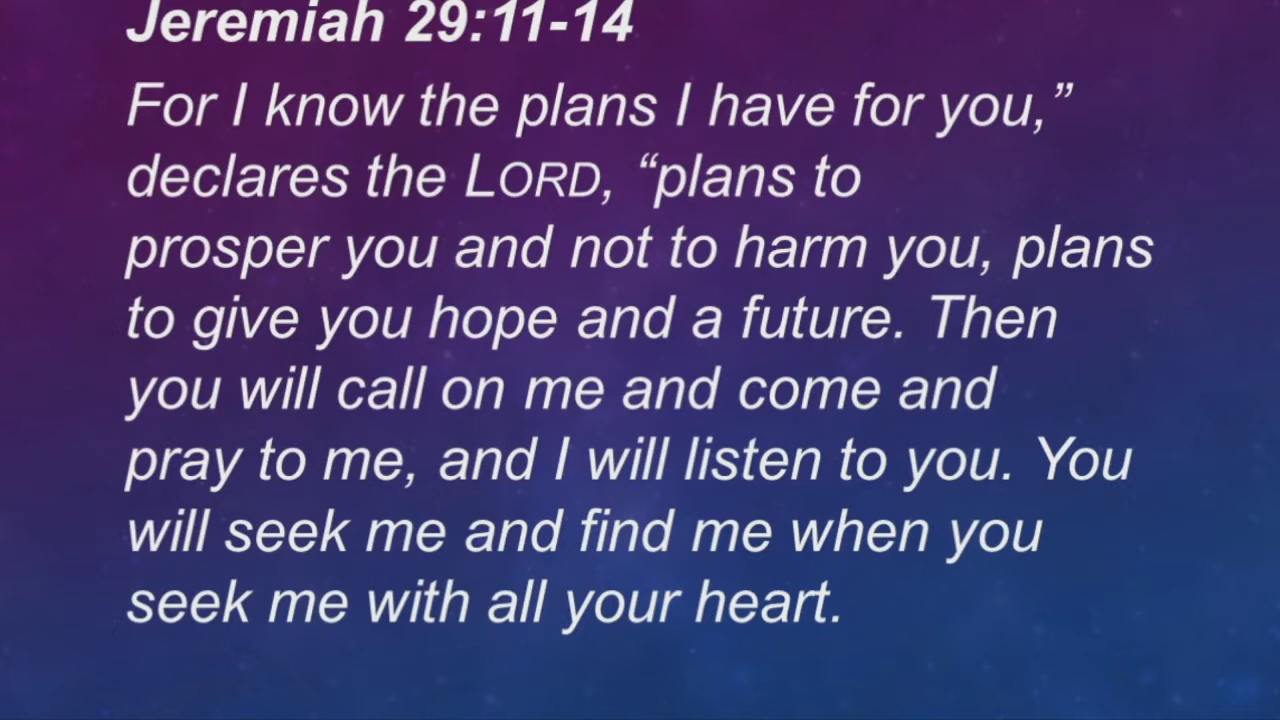 Jeremiah 29:11-14
For I know the plans I have for you,”
declares the LORD, “plans to
prosper you and not to harm you, plans
to give you hope and a future. Then
you will call on me and come and
pray to me, and I will listen to you. You
will seek me and find me when you
seek me with all your heart.